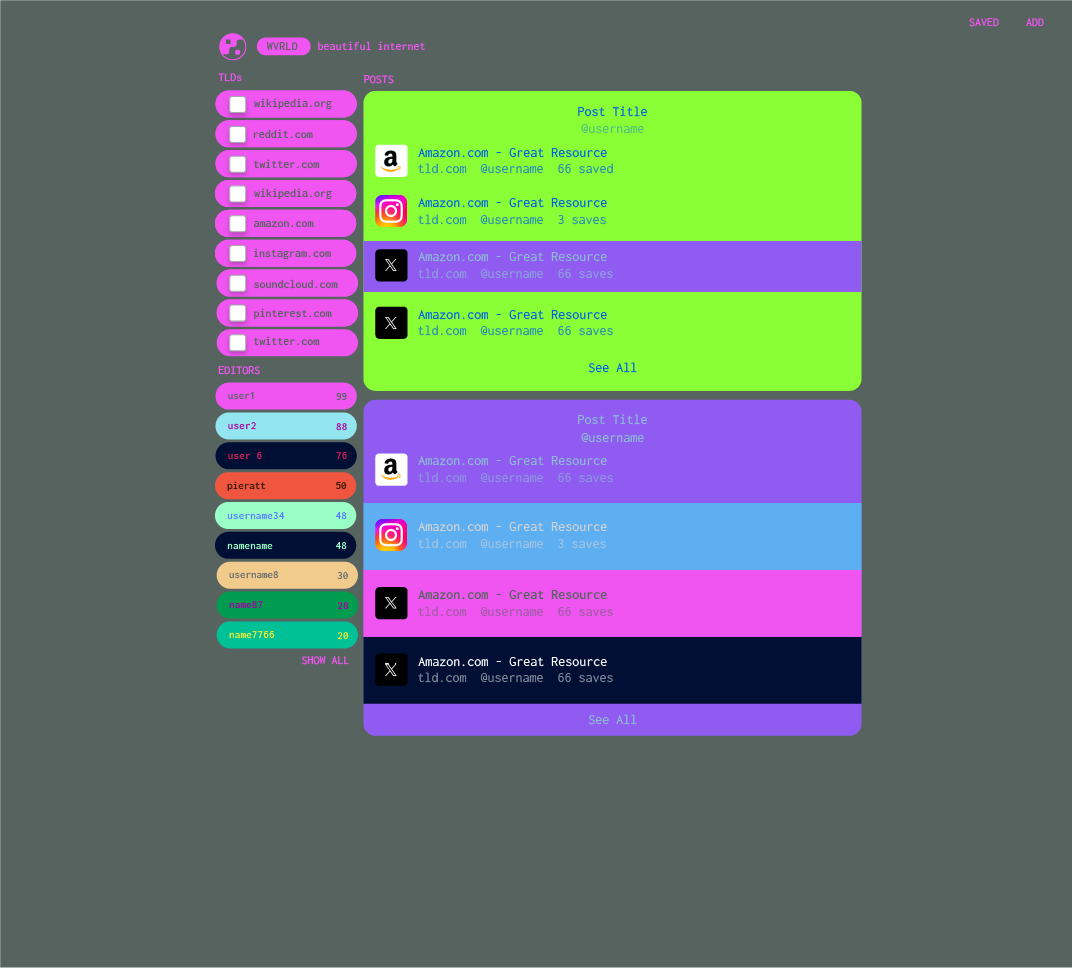 SAVED ADD
WVRLD beautiful internet
TLDs
wikipedia.org
reddit.com
twitter.com
wikipedia.org
amazon.com
instagram.com
soundcloud.com
pinterest.com
twitter.com
EDITORS
user1 99
user2 88
user 6 76
pieratt 50
username34 48
namename 48
username8 30
name87 28
name7766 20
SHOW ALL
POSTS
Post Title
@username
a
Amazon.com - Great Resource
tld.com @username 66 saved
Amazon.com - Great Resource
tld.com @username 3 saves
X
Amazon.com - Great Resource
tld.com @username 66 saves
X
Amazon.com - Great Resource
tld.com @username 66 saves
See All
Post Title
@username
a
Amazon.com - Great Resource
tld.com @username 66 saves
Amazon.com - Great Resource
tld.com @username 3 saves
X
Amazon.com - Great Resource
tld.com @username 66 saves
X
Amazon.com - Great Resource
tld.com @username 66 saves
See All